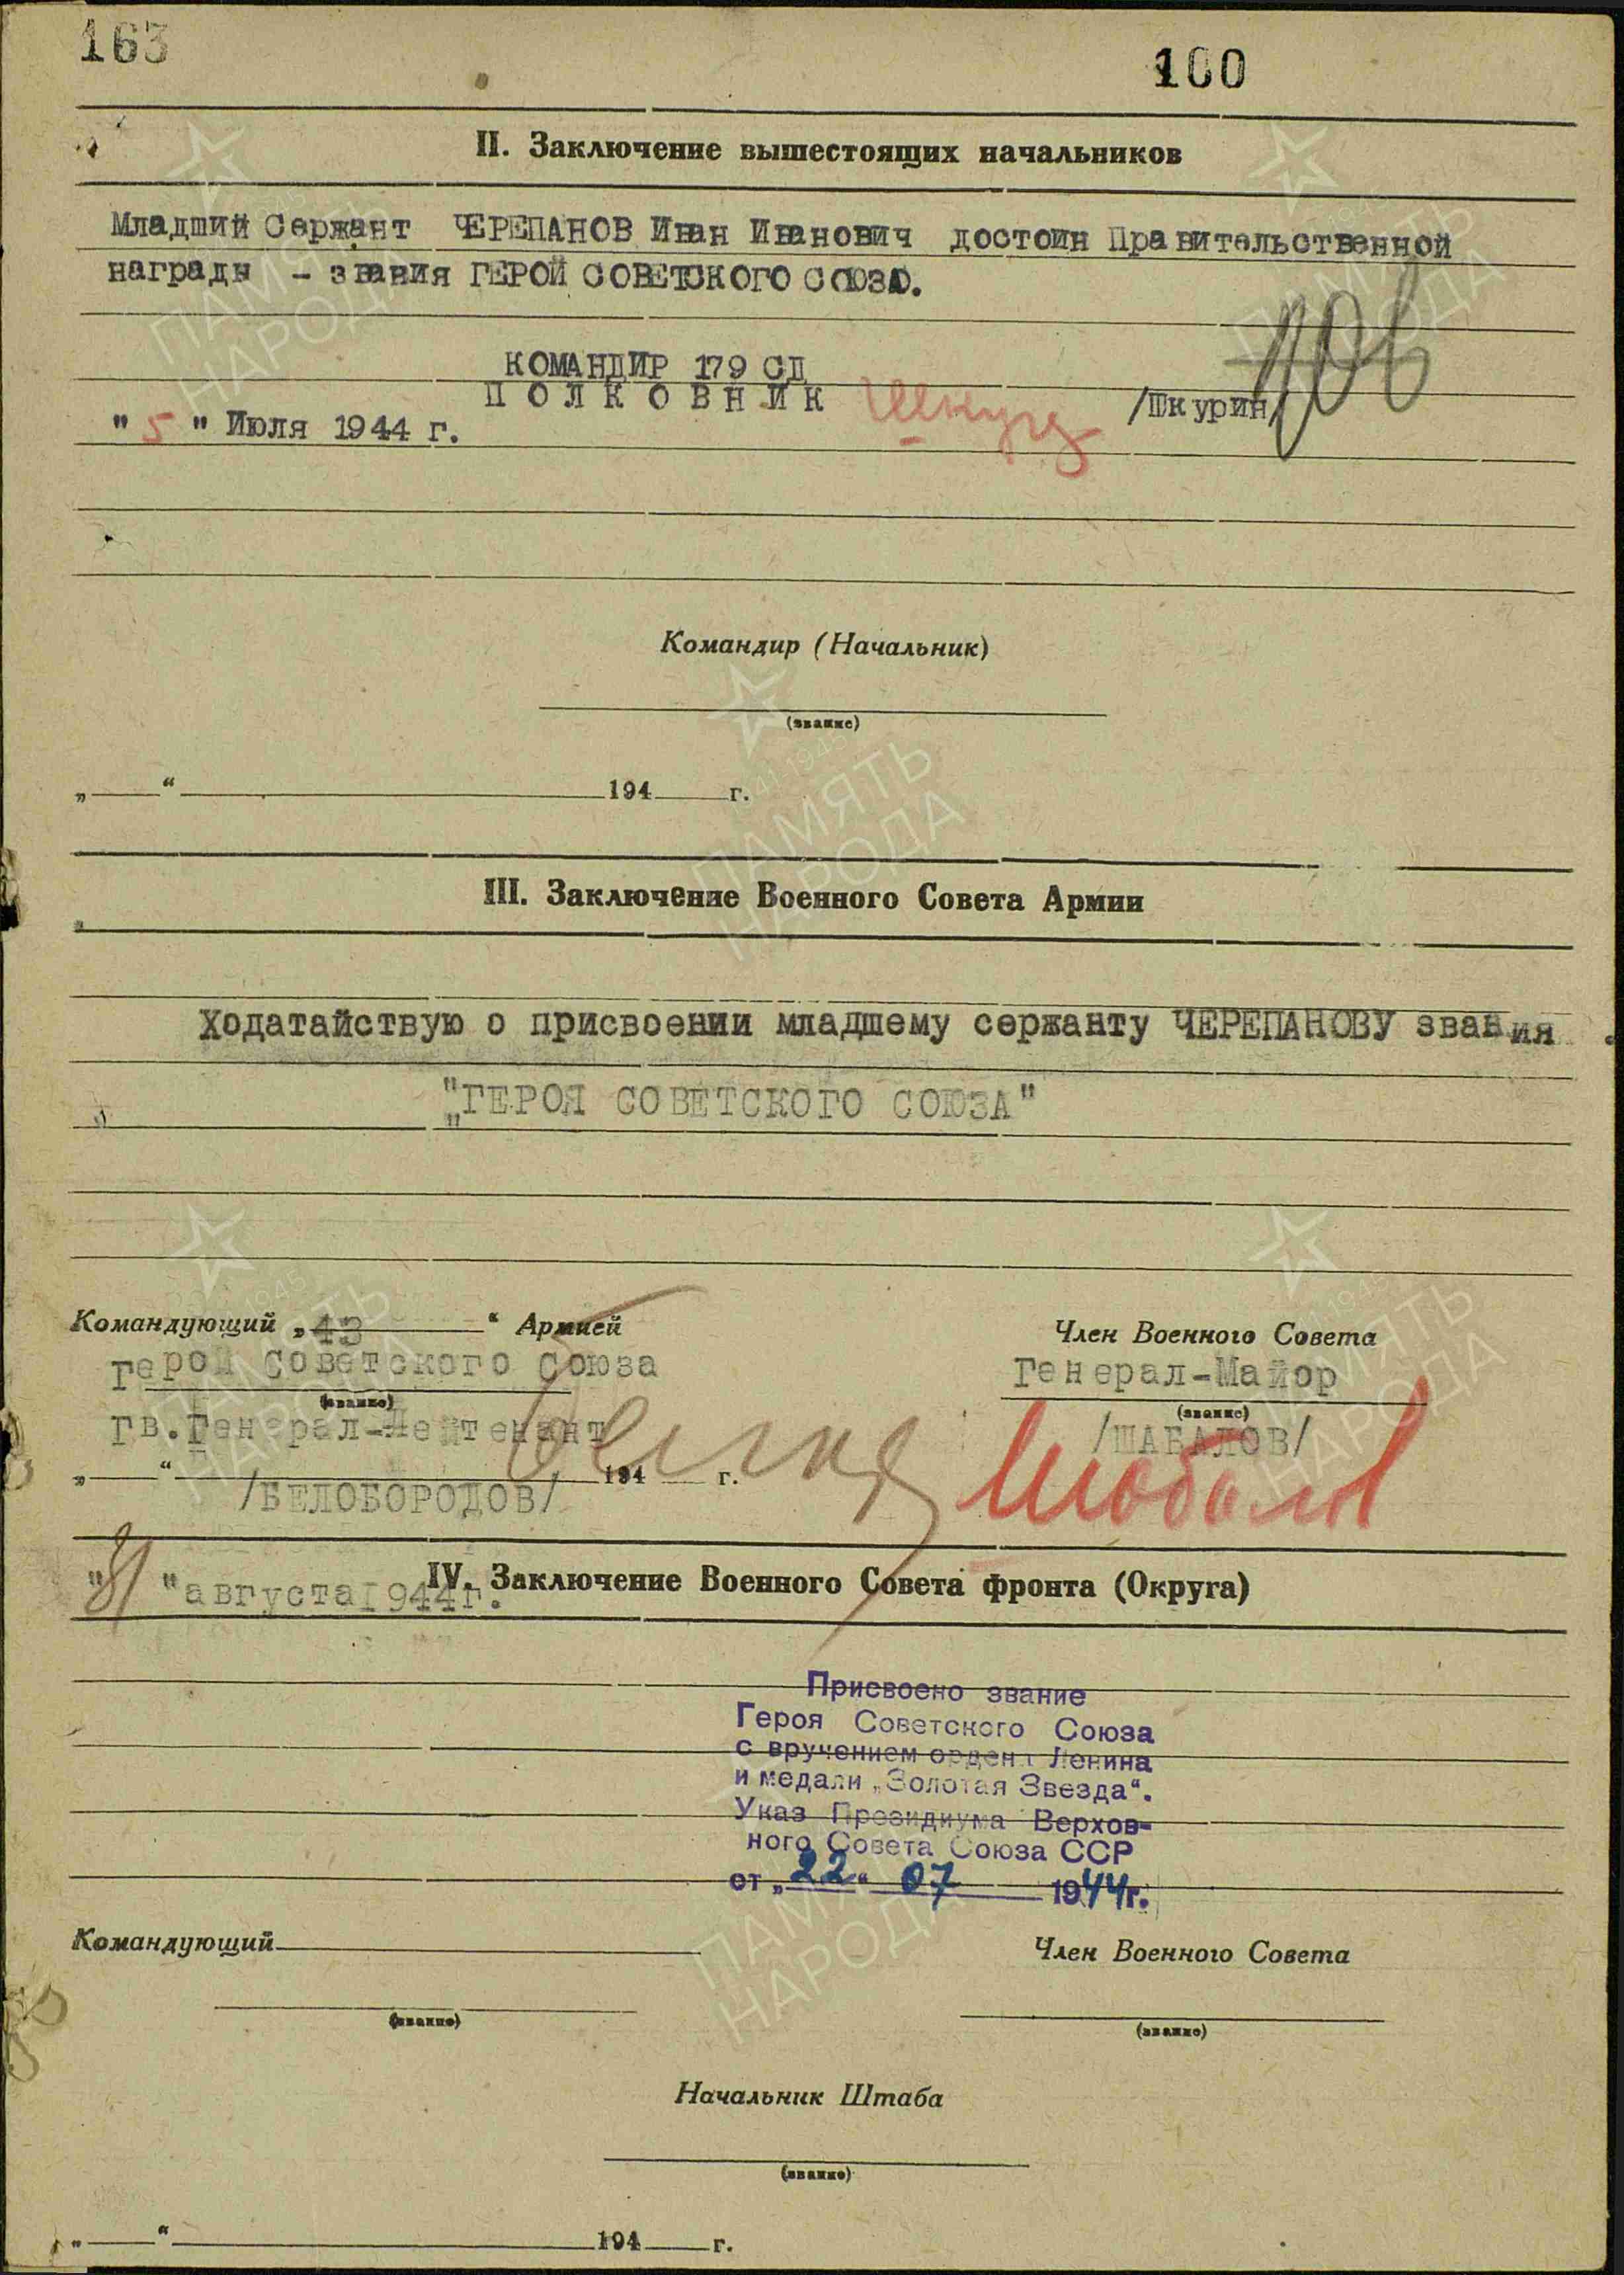 163
100
II. Заключение вышестоящих начальников
Младший Сержант ЧЕРЕПАНОВ Иван Иванович достоин Правительственной
награды - звания ГЕРОЙ СОВЕТСКОГО СОЮЗА.
КОМАНДИР 179 СД
ПОЛКОВНИК /Шкурин/
" 5 " Июля 1944 г.
Командир (Начальник)
(звание)
„ “ 194 г.
III. Заключение Военного Совета Армии
Ходатайствую о присвоении младшему сержанту ЧЕРЕПАНОВУ звания
"ГЕРОЯ СОВЕТСКОГО СОЮЗА"
Командующий „43“ Армией
Член Военного Совета
Герой Советского Союза
Генерал-Майор
(звание)
(звание)
гв.Генерал-Лейтенант
/ШАБАЛОВ/
Шабалов
„ “ 194 г.
/БЕЛОБОРОДОВ/
IV. Заключение Военного Совета фронта (Округа)
" "августа 1944г.
Присвоено звание
Героя Советского Союза
с вручением ордена Ленина
и медали „Золотая Звезда“.
Указ Президиума Верхов-
ного Совета Союза ССР
от „22“ 07 1944г.
Командующий
Член Военного Совета
(звание)
(звание)
Начальник Штаба
(звание)
„ “ 194 г.
ПАМЯТЬ
НАРОДА